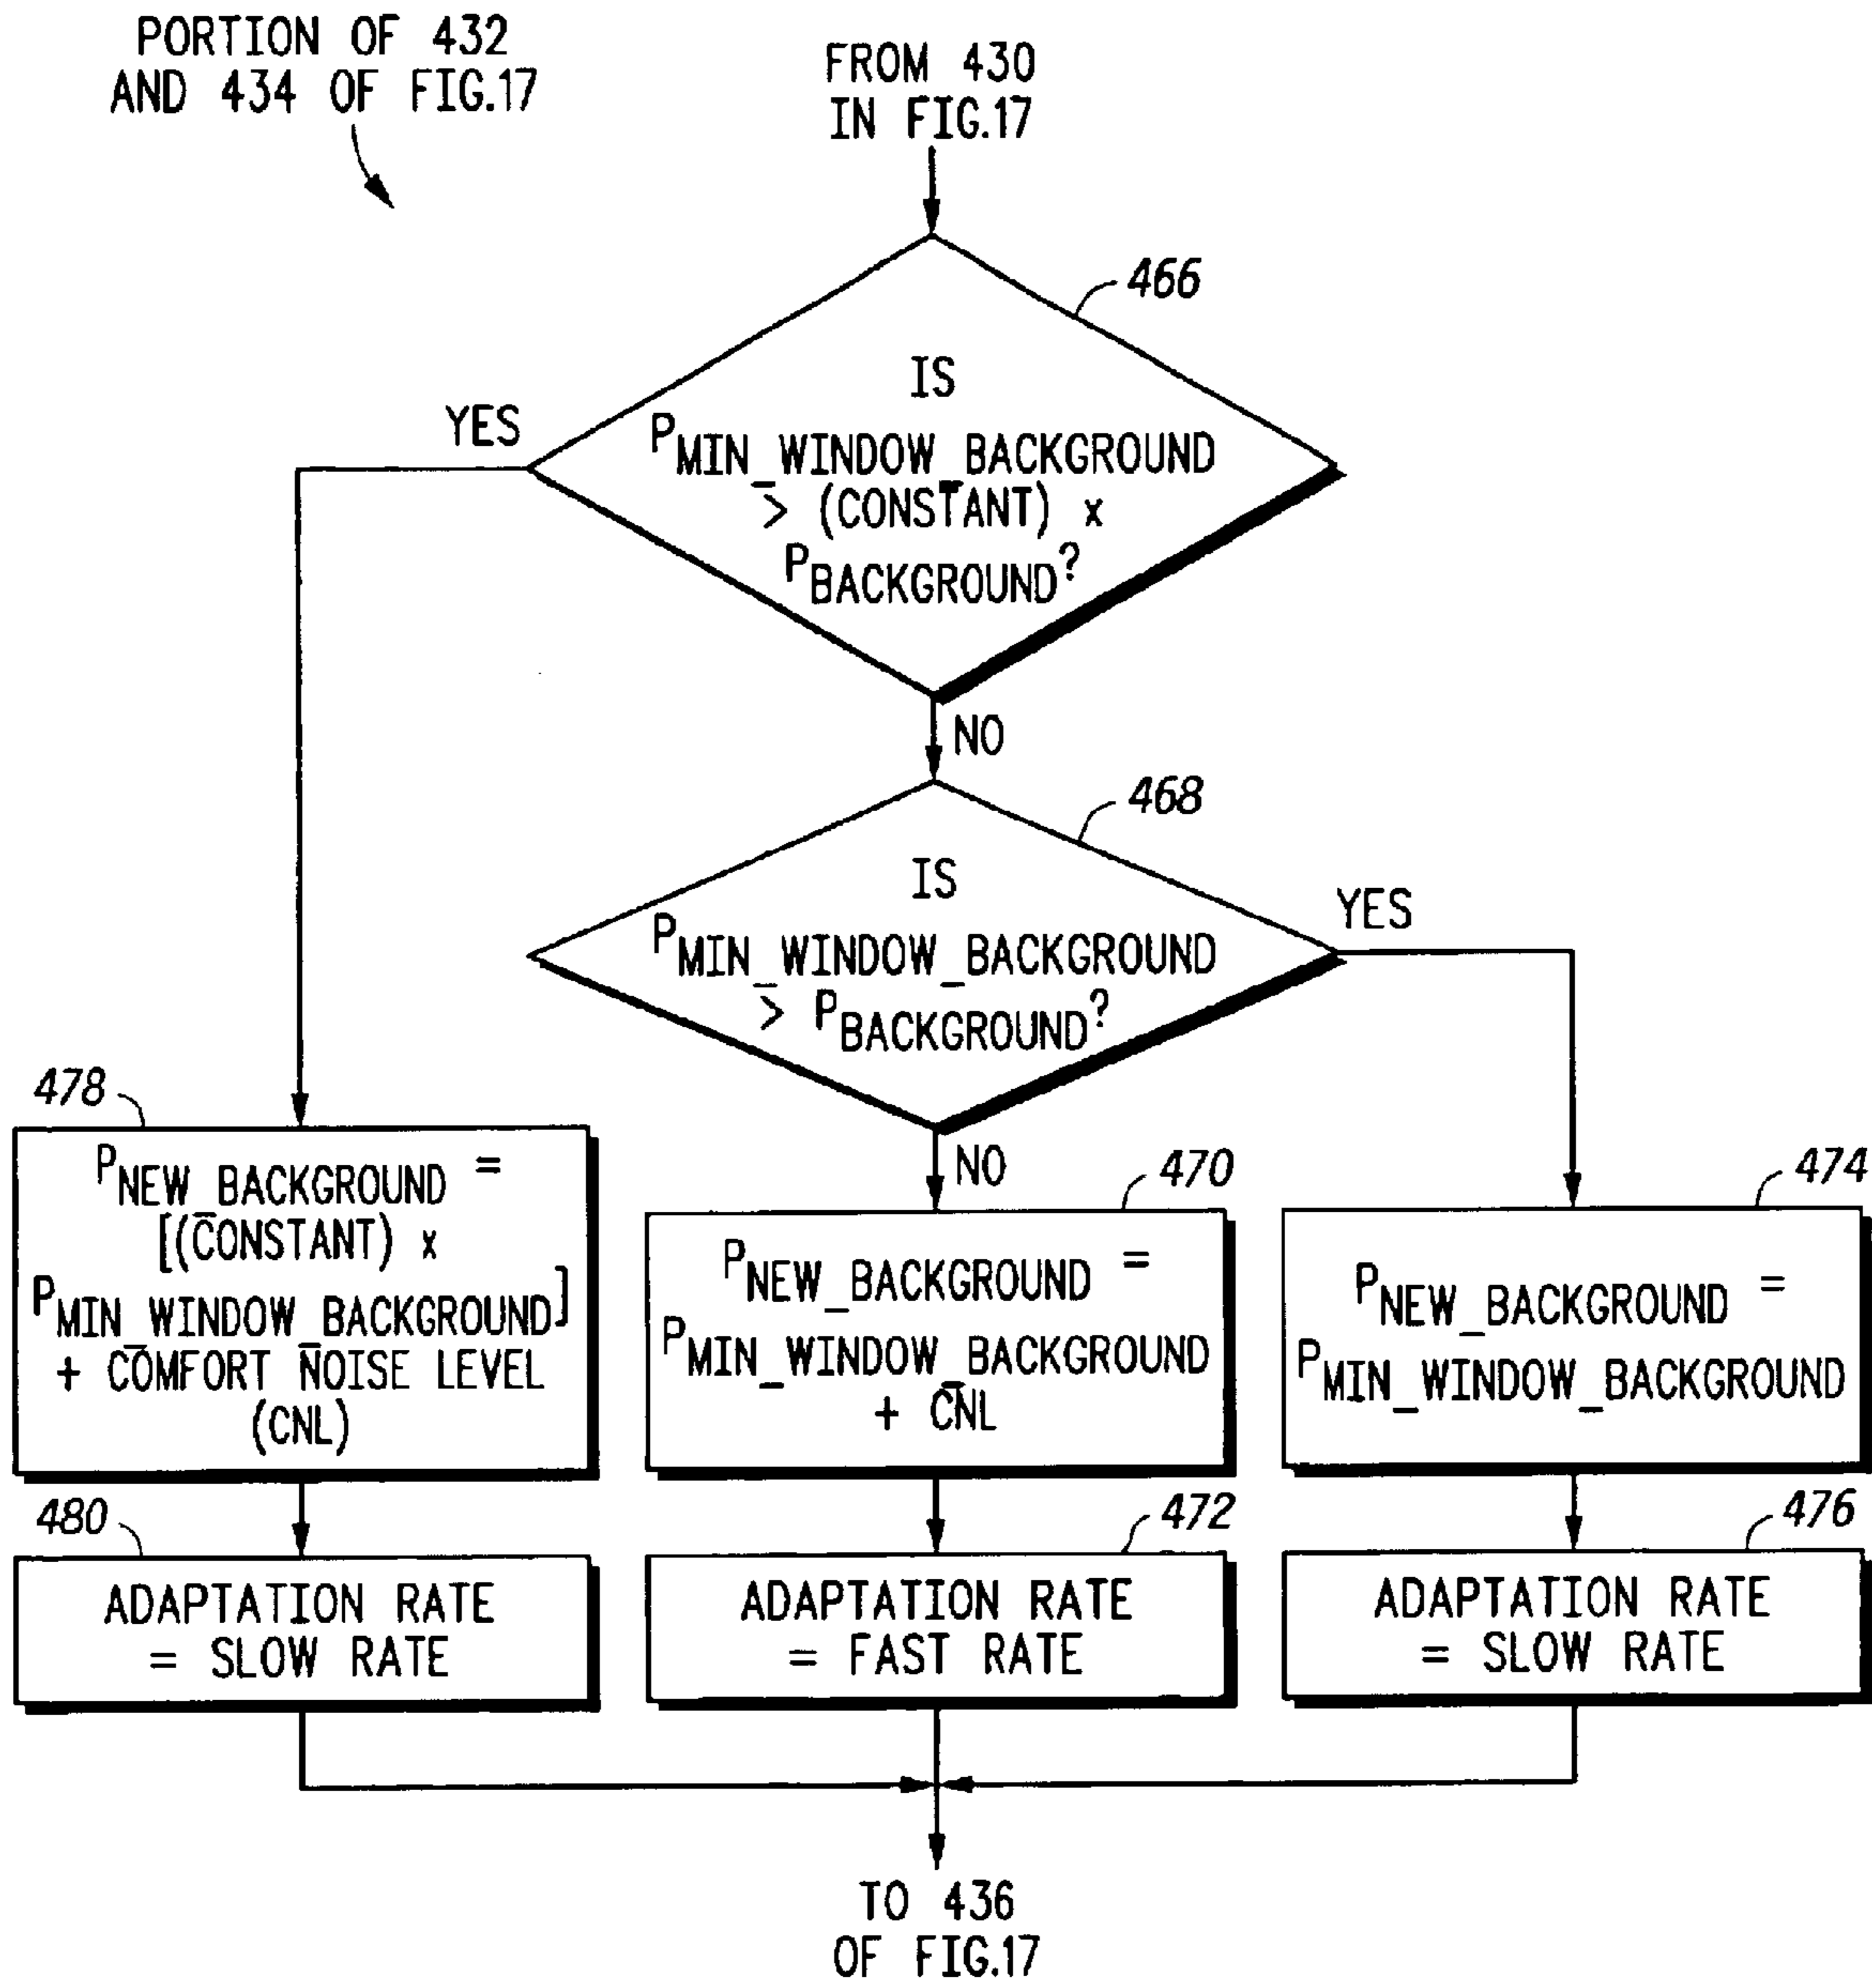 PORTION OF 432
AND 434 OF FIG.17
FROM 430
IN FIG.17
466
IS
PMIN_WINDOW_BACKGROUND
> (CONSTANT) x
PBACKGROUND?
YES
NO
468
IS
PMIN_WINDOW_BACKGROUND
> PBACKGROUND?
YES
NO
478
PNEW_BACKGROUND =
[(CONSTANT) x
PMIN_WINDOW_BACKGROUND]
+ COMFORT NOISE LEVEL
(CNL)
470
PNEW_BACKGROUND =
PMIN_WINDOW_BACKGROUND
+ CNL
474
PNEW_BACKGROUND =
PMIN_WINDOW_BACKGROUND
480
ADAPTATION RATE
= SLOW RATE
472
ADAPTATION RATE
= FAST RATE
476
ADAPTATION RATE
= SLOW RATE
TO 436
OF FIG.17